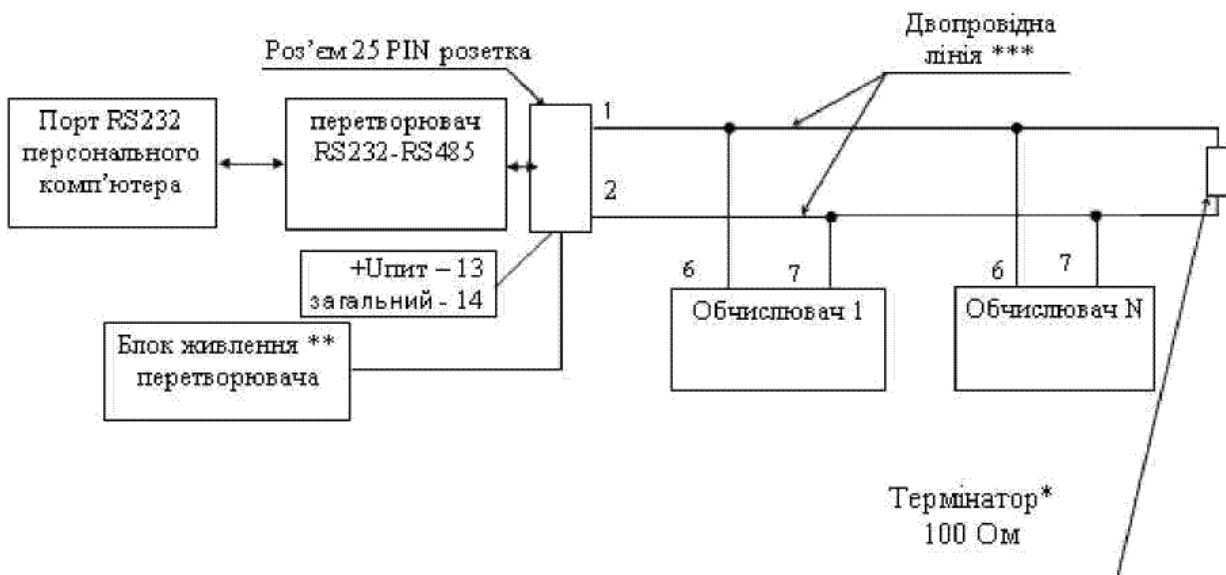 Двопровідна
лінія ***
Роз’єм 25 PIN розетка
Порт RS232
персонального
комп’ютера
перетворювач
RS232-RS485
1
2
+Uпит – 13
загальний - 14
Блок живлення **
перетворювача
6
7
Обчислювач 1
6
7
Обчислювач N
Термінатор*
100 Ом